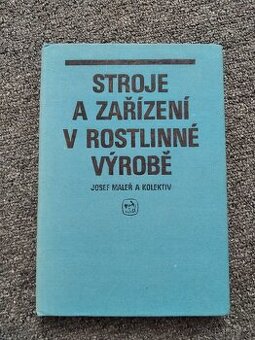 STROJE
A ZAŘÍZENÍ
V ROSTLINNÉ
VÝROBĚ
JOSEF MALEŘ A KOLEKTIV